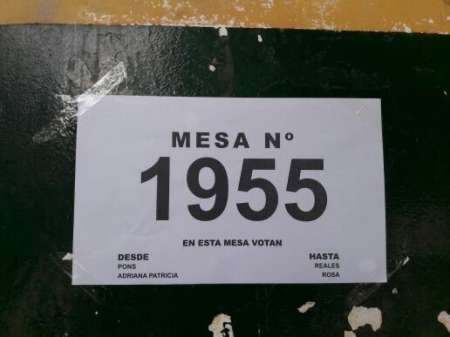 MESA Nº
1955
EN ESTA MESA VOTAN
DESDE HASTA
PONS REALES
ADRIANA PATRICIA ROSA